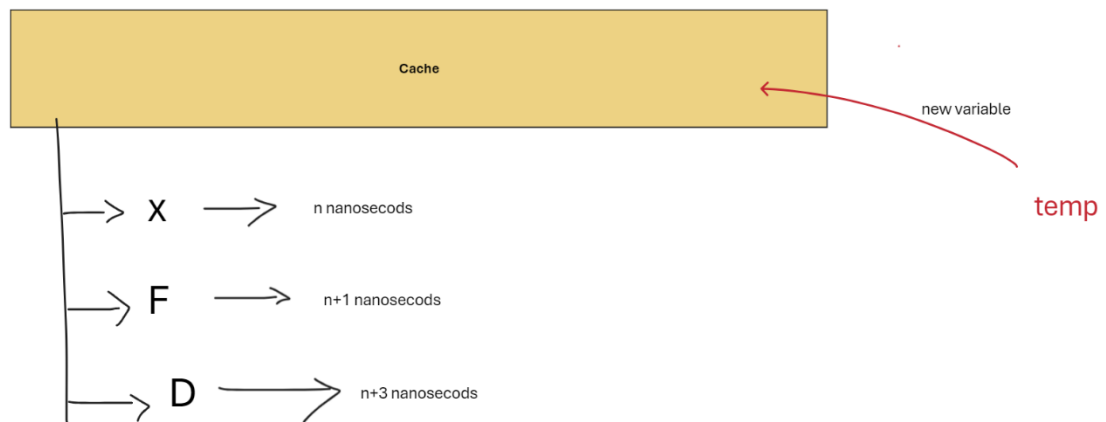 Cache
new variable
temp
X
n nanosecods
F
n+1 nanosecods
D
n+3 nanosecods